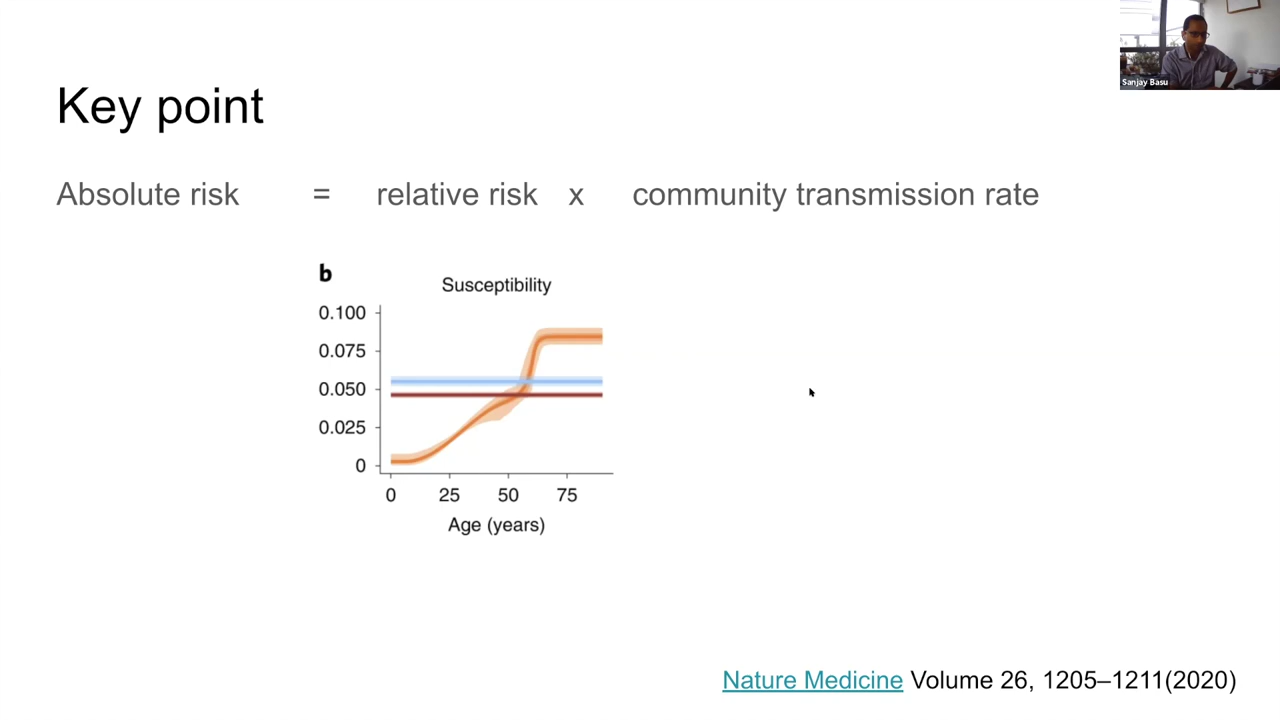 Sanjay Basu
Key point
Absolute risk = relative risk x community transmission rate
b
Susceptibility
0.100
0.075
0.050
0.025
0
0 25 50 75
Age (years)
Nature Medicine Volume 26, 1205–1211(2020)